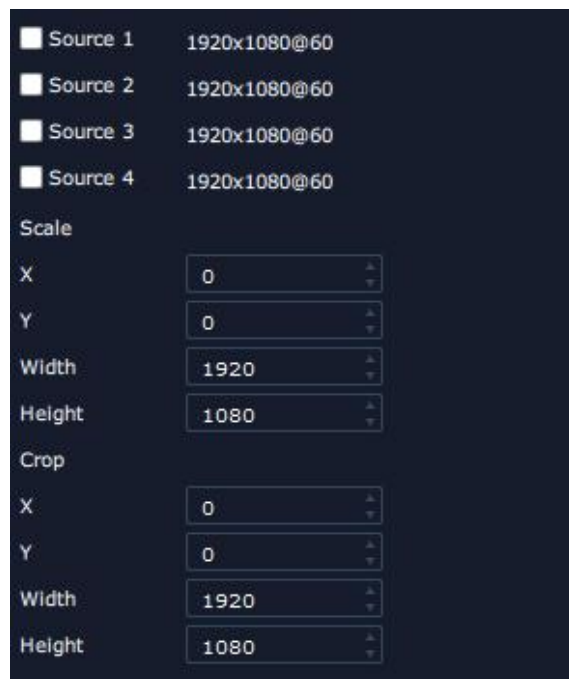 Source 1 1920x1080@60
Source 2 1920x1080@60
Source 3 1920x1080@60
Source 4 1920x1080@60
Scale
X 0
Y 0
Width 1920
Height 1080
Crop
X 0
Y 0
Width 1920
Height 1080